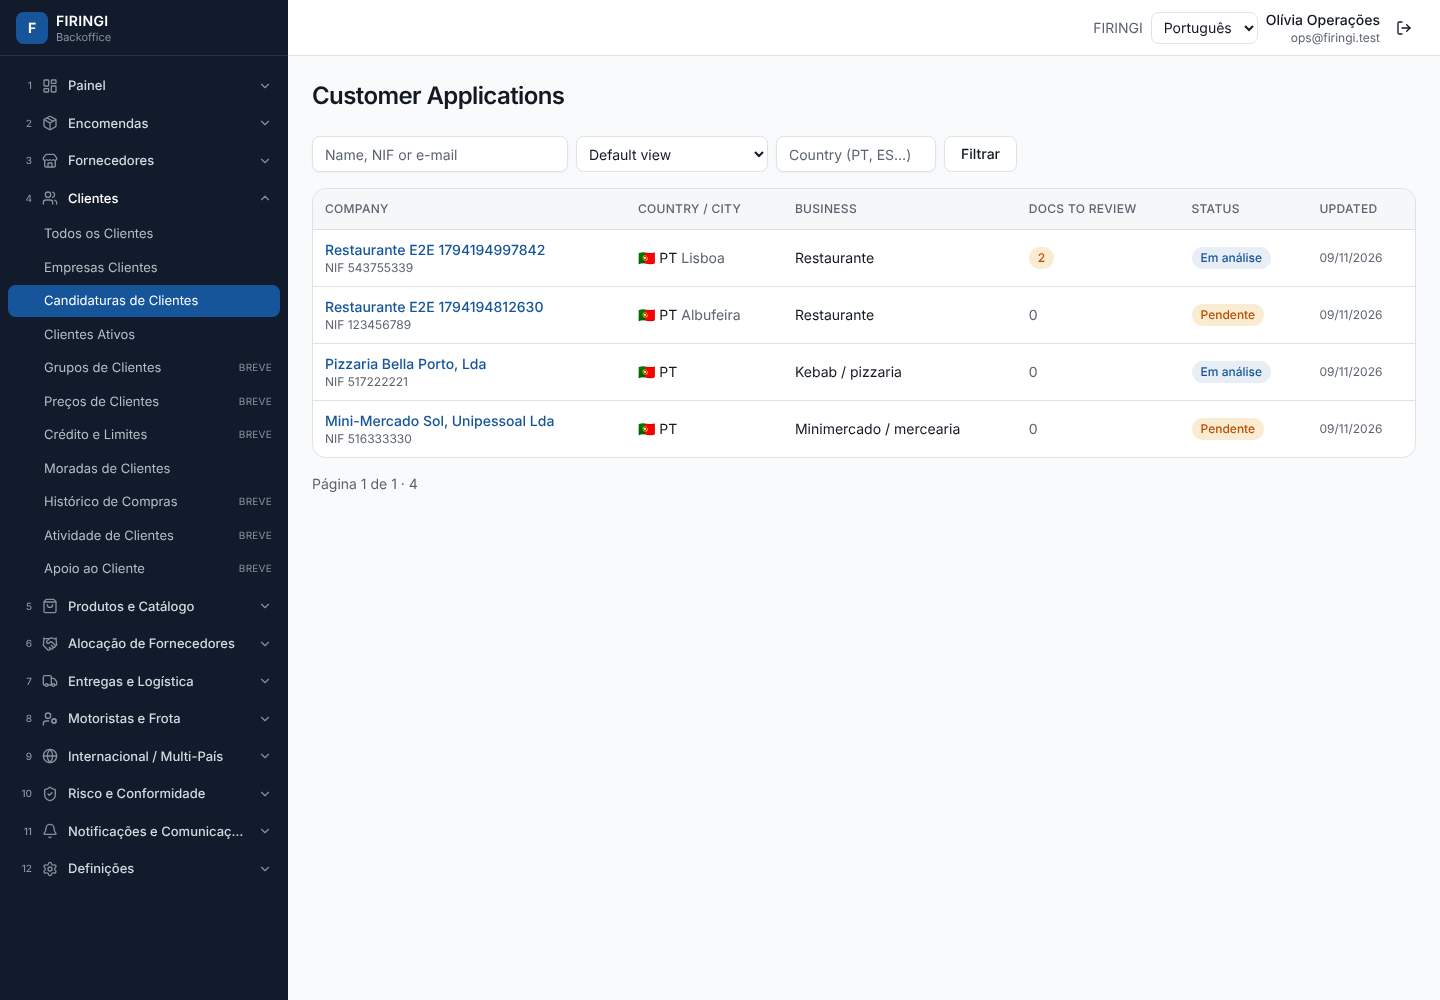 F
FIRINGI
Backoffice
1 Painel
2 Encomendas
3 Fornecedores
4 Clientes
Todos os Clientes
Empresas Clientes
Candidaturas de Clientes
Clientes Ativos
Grupos de Clientes BREVE
Preços de Clientes BREVE
Crédito e Limites BREVE
Moradas de Clientes
Histórico de Compras BREVE
Atividade de Clientes BREVE
Apoio ao Cliente BREVE
5 Produtos e Catálogo
6 Alocação de Fornecedores
7 Entregas e Logística
8 Motoristas e Frota
9 Internacional / Multi-País
10 Risco e Conformidade
11 Notificações e Comunicaç...
12 Definições
FIRINGI Português Olívia Operações
ops@firingi.test
Customer Applications
Name, NIF or e-mail Default view Country (PT, ES...) Filtrar
COMPANY COUNTRY / CITY BUSINESS DOCS TO REVIEW STATUS UPDATED
Restaurante E2E 1794194997842
NIF 543755339
PT Lisboa Restaurante 2 Em análise 09/11/2026
Restaurante E2E 1794194812630
NIF 123456789
PT Albufeira Restaurante 0 Pendente 09/11/2026
Pizzaria Bella Porto, Lda
NIF 517222221
PT Kebab / pizzaria 0 Em análise 09/11/2026
Mini-Mercado Sol, Unipessoal Lda
NIF 516333330
PT Minimercado / mercearia 0 Pendente 09/11/2026
Página 1 de 1 · 4